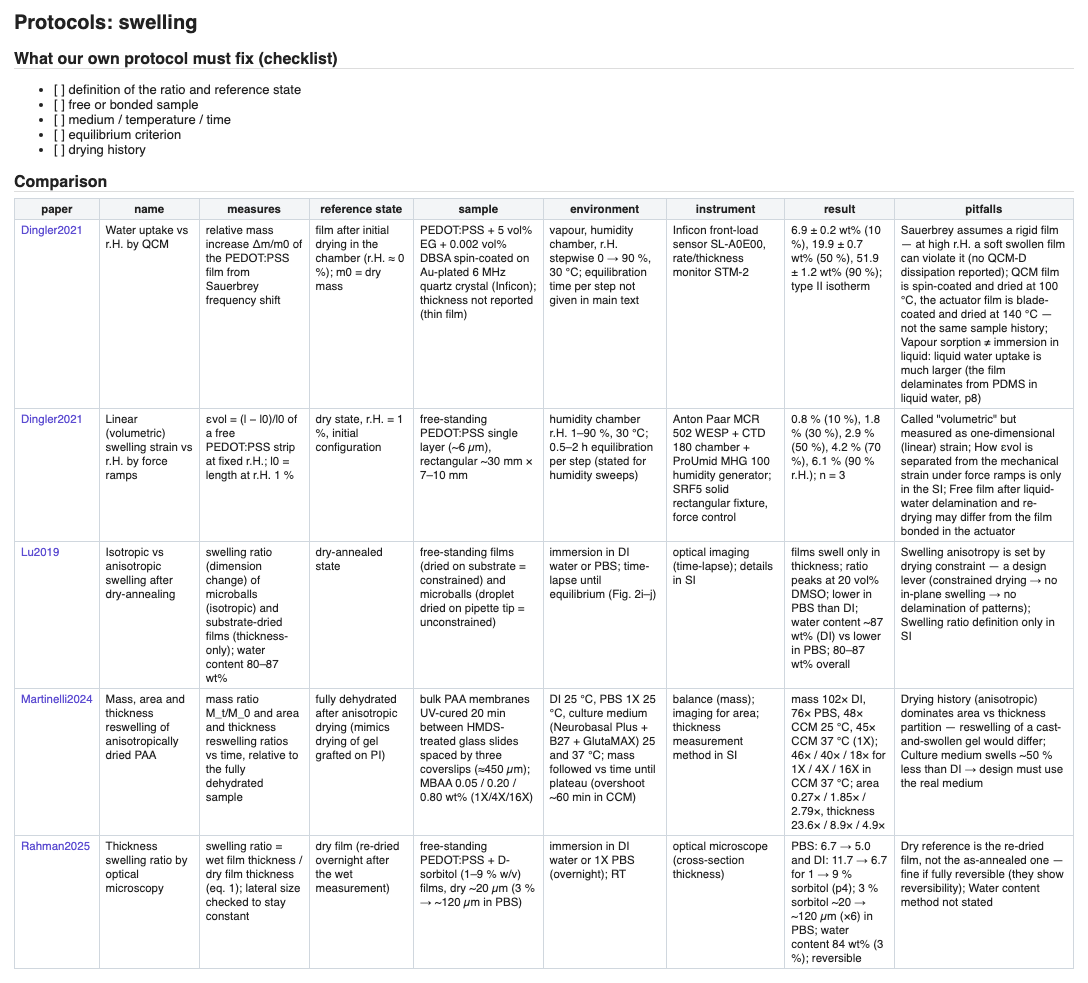 Protocols: swelling
What our own protocol must fix (checklist)
• [ ] definition of the ratio and reference state
• [ ] free or bonded sample
• [ ] medium / temperature / time
• [ ] equilibrium criterion
• [ ] drying history
Comparison
paper
name
measures
reference state
sample
environment
instrument
result
pitfalls
Dingler2021
Water uptake vs
r.H. by QCM
relative mass
increase Δm/m0 of
the PEDOT:PSS
film from
Sauerbrey
frequency shift
film after initial
drying in the
chamber (r.H. ≈ 0
%); m0 = dry
mass
PEDOT:PSS + 5 vol%
EG + 0.002 vol%
DBSA spin-coated on
Au-plated 6 MHz
quartz crystal (Inficon);
thickness not reported
(thin film)
vapour, humidity
chamber, r.H.
stepwise 0 → 90 %,
30 °C; equilibration
time per step not
given in main text
Inficon front-load
sensor SL-A0E00,
rate/thickness
monitor STM-2
6.9 ± 0.2 wt% (10
%), 19.9 ± 0.7
wt% (50 %), 51.9
± 1.2 wt% (90 %);
type II isotherm
Sauerbrey assumes a rigid film
— at high r.H. a soft swollen film
can violate it (no QCM-D
dissipation reported); QCM film
is spin-coated and dried at 100
°C, the actuator film is blade-
coated and dried at 140 °C —
not the same sample history;
Vapour sorption ≠ immersion in
liquid: liquid water uptake is
much larger (the film
delaminates from PDMS in
liquid water, p8)
Dingler2021
Linear
(volumetric)
swelling strain vs
r.H. by force
ramps
εvol = (l − l0)/l0 of
a free
PEDOT:PSS strip
at fixed r.H.; l0 =
length at r.H. 1 %
dry state, r.H. = 1
%, initial
configuration
free-standing
PEDOT:PSS single
layer (~6 µm),
rectangular ~30 mm ×
7–10 mm
humidity chamber
r.H. 1–90 %, 30 °C;
0.5–2 h equilibration
per step (stated for
humidity sweeps)
Anton Paar MCR
502 WESP + CTD
180 chamber +
ProUmid MHG 100
humidity generator;
SRF5 solid
rectangular fixture,
force control
0.8 % (10 %), 1.8
% (30 %), 2.9 %
(50 %), 4.2 % (70
%), 6.1 % (90 %
r.H.); n = 3
Called "volumetric" but
measured as one-dimensional
(linear) strain; How εvol is
separated from the mechanical
strain under force ramps is only
in the SI; Free film after liquid-
water delamination and re-
drying may differ from the film
bonded in the actuator
Lu2019
Isotropic vs
anisotropic
swelling after
dry-annealing
swelling ratio
(dimension
change) of
microballs
(isotropic) and
substrate-dried
films (thickness-
only); water
content 80–87
wt%
dry-annealed
state
free-standing films
(dried on substrate =
constrained) and
microballs (droplet
dried on pipette tip =
unconstrained)
immersion in DI
water or PBS; time-
lapse until
equilibrium (Fig. 2i–j)
optical imaging
(time-lapse); details
in SI
films swell only in
thickness; ratio
peaks at 20 vol%
DMSO; lower in
PBS than DI;
water content ~87
wt% (DI) vs lower
in PBS; 80–87
wt% overall
Swelling anisotropy is set by
drying constraint — a design
lever (constrained drying → no
in-plane swelling → no
delamination of patterns);
Swelling ratio definition only in
SI
Martinelli2024
Mass, area and
thickness
reswelling of
anisotropically
dried PAA
mass ratio
M_t/M_0 and area
and thickness
reswelling ratios
vs time, relative to
the fully
dehydrated
sample
fully dehydrated
after anisotropic
drying (mimics
drying of gel
grafted on PI)
bulk PAA membranes
UV-cured 20 min
between HMDS-
treated glass slides
spaced by three
coverslips (≈450 µm);
MBAA 0.05 / 0.20 /
0.80 wt% (1X/4X/16X)
DI 25 °C, PBS 1X 25
°C, culture medium
(Neurobasal Plus +
B27 + GlutaMAX) 25
and 37 °C; mass
followed vs time until
plateau (overshoot
~60 min in CCM)
balance (mass);
imaging for area;
thickness
measurement
method in SI
mass 102× DI,
76× PBS, 48×
CCM 25 °C, 45×
CCM 37 °C (1X);
46× / 40× / 18× for
1X / 4X / 16X in
CCM 37 °C; area
0.27× / 1.85× /
2.79×, thickness
23.6× / 8.9× / 4.9×
Drying history (anisotropic)
dominates area vs thickness
partition — reswelling of a cast-
and-swollen gel would differ;
Culture medium swells ~50 %
less than DI → design must use
the real medium
Rahman2025
Thickness
swelling ratio by
optical
microscopy
swelling ratio =
wet film thickness /
dry film thickness
(eq. 1); lateral size
checked to stay
constant
dry film (re-dried
overnight after
the wet
measurement)
free-standing
PEDOT:PSS + D-
sorbitol (1–9 % w/v)
films, dry ~20 µm (3 %
→ ~120 µm in PBS)
immersion in DI
water or 1X PBS
(overnight); RT
optical microscope
(cross-section
thickness)
PBS: 6.7 → 5.0
and DI: 11.7 → 6.7
for 1 → 9 %
sorbitol (p4); 3 %
sorbitol ~20 →
~120 µm (×6) in
PBS; water
content 84 wt% (3
%); reversible
Dry reference is the re-dried
film, not the as-annealed one —
fine if fully reversible (they show
reversibility); Water content
method not stated